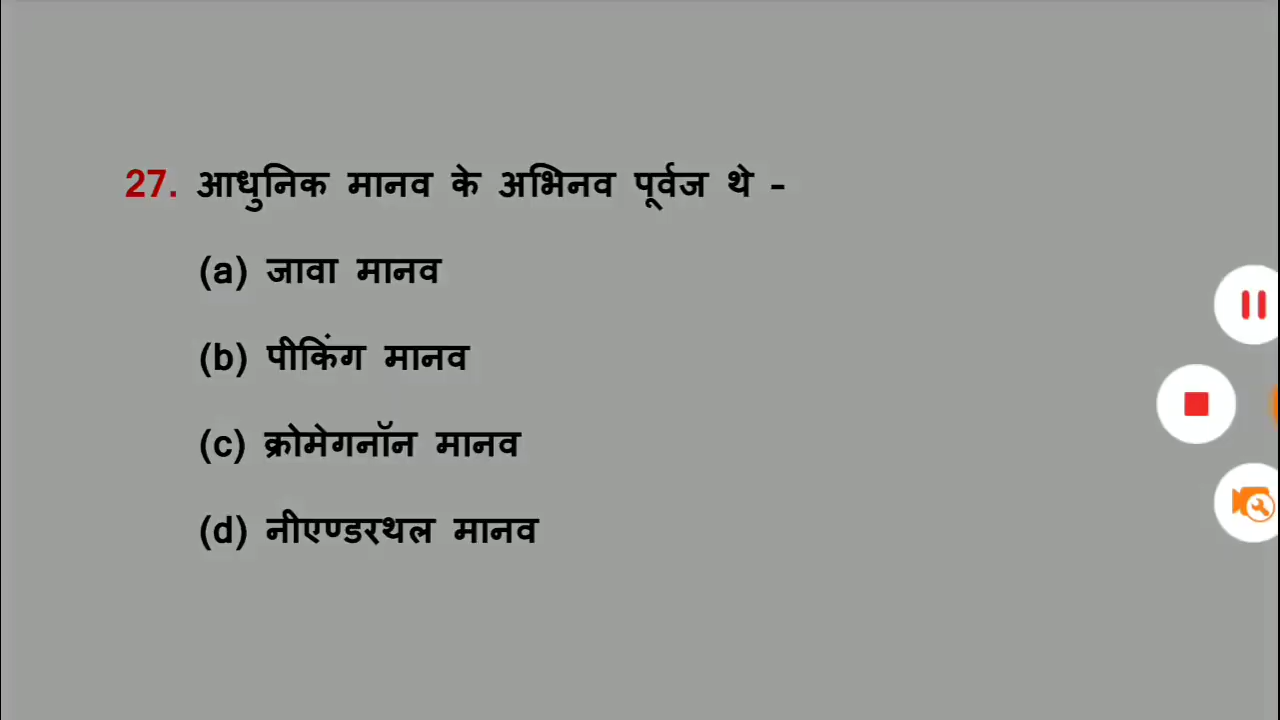 27. आधुनिक मानव के अभिनव पूर्वज थे -
(a) जावा मानव
(b) पीकिंग मानव
(c) क्रोमेगनॉन मानव
(d) नीएण्डरथल मानव